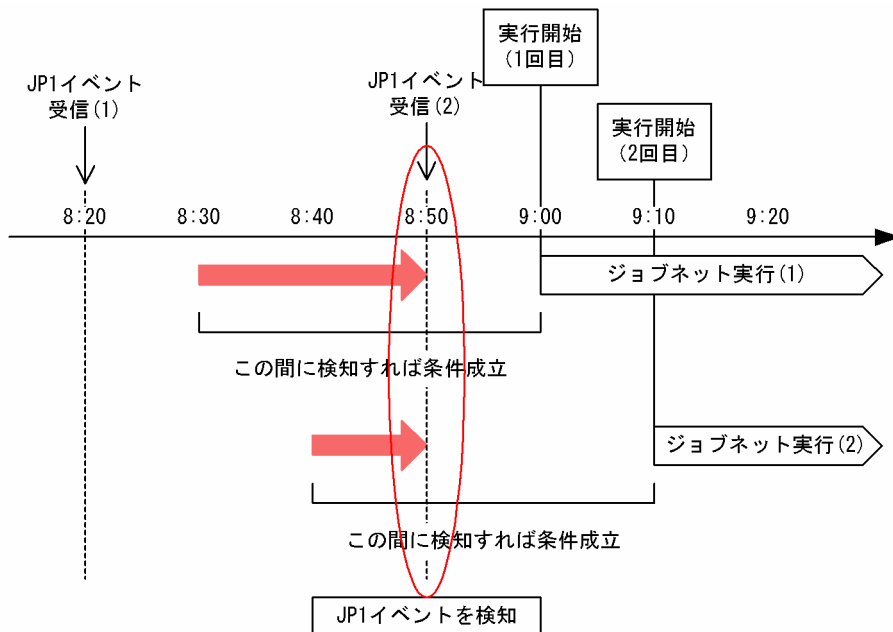 実行開始
(1回目)
JP1イベント
受信(1)
JP1イベント
受信(2)
実行開始
(2回目)
8:20 8:30 8:40 8:50 9:00 9:10 9:20
ジョブネット実行(1)
この間に検知すれば条件成立
ジョブネット実行(2)
この間に検知すれば条件成立
JP1イベントを検知